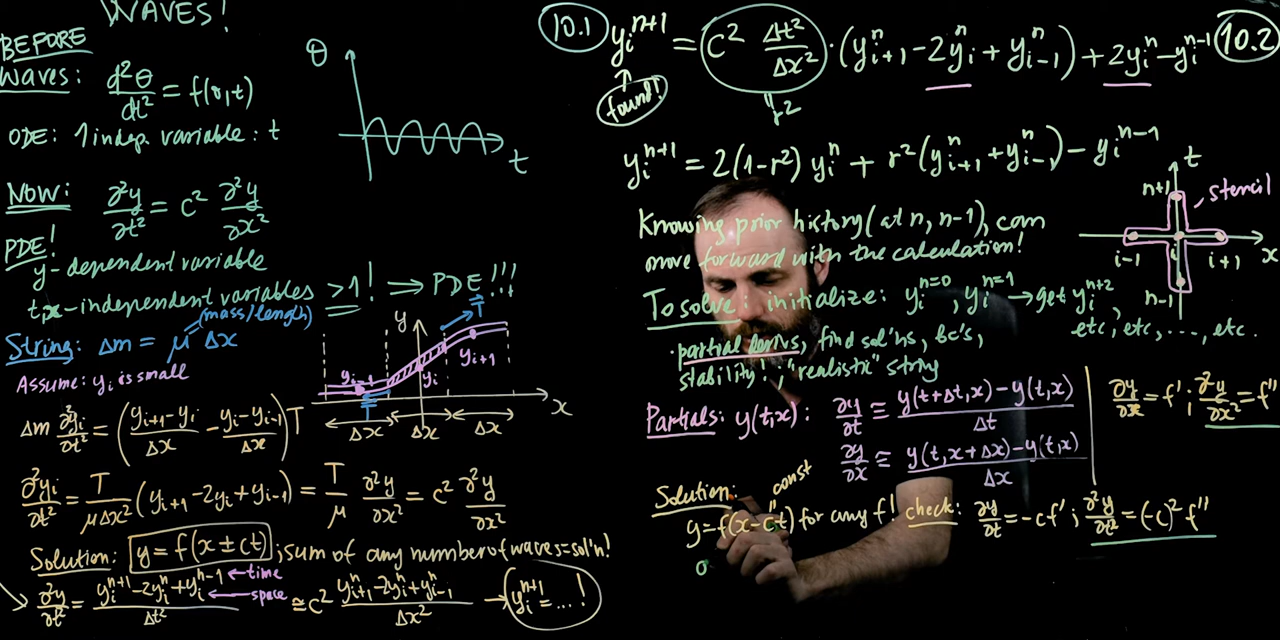 WAVES!
BEFORE
Waves: d²θ/dt² = f(v,t)
ODE: 1 indep. variable: t
θ
t
Now: ∂²y/∂t² = c² ∂²y/∂x²
PDE!
y-dependent variable
t,x-independent variables >1! ⟹ PDE!!!
(mass/length)
String: Δm = μ Δx
Assume: yᵢ is small
y
T⃗
yᵢ₋₁ yᵢ yᵢ₊₁
T
x
Δx Δx Δx
Δm ∂²yᵢ/∂t² = ((yᵢ₊₁-yᵢ)/Δx - (yᵢ-yᵢ₋₁)/Δx) T
∂²yᵢ/∂t² = T/(μΔx²) (yᵢ₊₁-2yᵢ+yᵢ₋₁) = T/μ ∂²y/∂x² = c² ∂²y/∂x²
Solution: y = f(x ± ct) ; sum of any number of waves = sol'n!
∂²y/∂t² = (yᵢⁿ⁺¹-2yᵢⁿ+yᵢⁿ⁻¹)/Δt² ≅ c² (yᵢ₊₁ⁿ-2yᵢⁿ+yᵢ₋₁ⁿ)/Δx² → yᵢⁿ⁺¹ = ...!
←time
←space
10.1 yᵢⁿ⁺¹ = c² Δt²/Δx² · (yᵢ₊₁ⁿ - 2yᵢⁿ + yᵢ₋₁ⁿ) + 2yᵢⁿ - yᵢⁿ⁻¹ 10.2
found!
= r²
yᵢⁿ⁺¹ = 2(1-r²) yᵢⁿ + r²(yᵢ₊₁ⁿ + yᵢ₋₁ⁿ) - yᵢⁿ⁻¹
t
n+1 stencil
i-1 i i+1 x
n-1
Knowing prior history (at n, n-1), can
move forward with the calculation!
To solve: initialize: yᵢⁿ⁼⁰, yᵢⁿ⁼¹ → get yᵢⁿ⁺²,
etc, etc, ..., etc.
· partial derivs, find sol'ns, bc's,
stability!, "realistic" string
Partials: y(t,x): ∂y/∂t ≅ (y(t+Δt,x)-y(t,x))/Δt
∂y/∂x ≅ (y(t,x+Δx)-y(t,x))/Δx
∂y/∂x = f' ; ∂²y/∂x² = f''
Solution:
const
y = f(x-ct) for any f! check: ∂y/∂t = -cf' ; ∂²y/∂t² = (-c)² f''